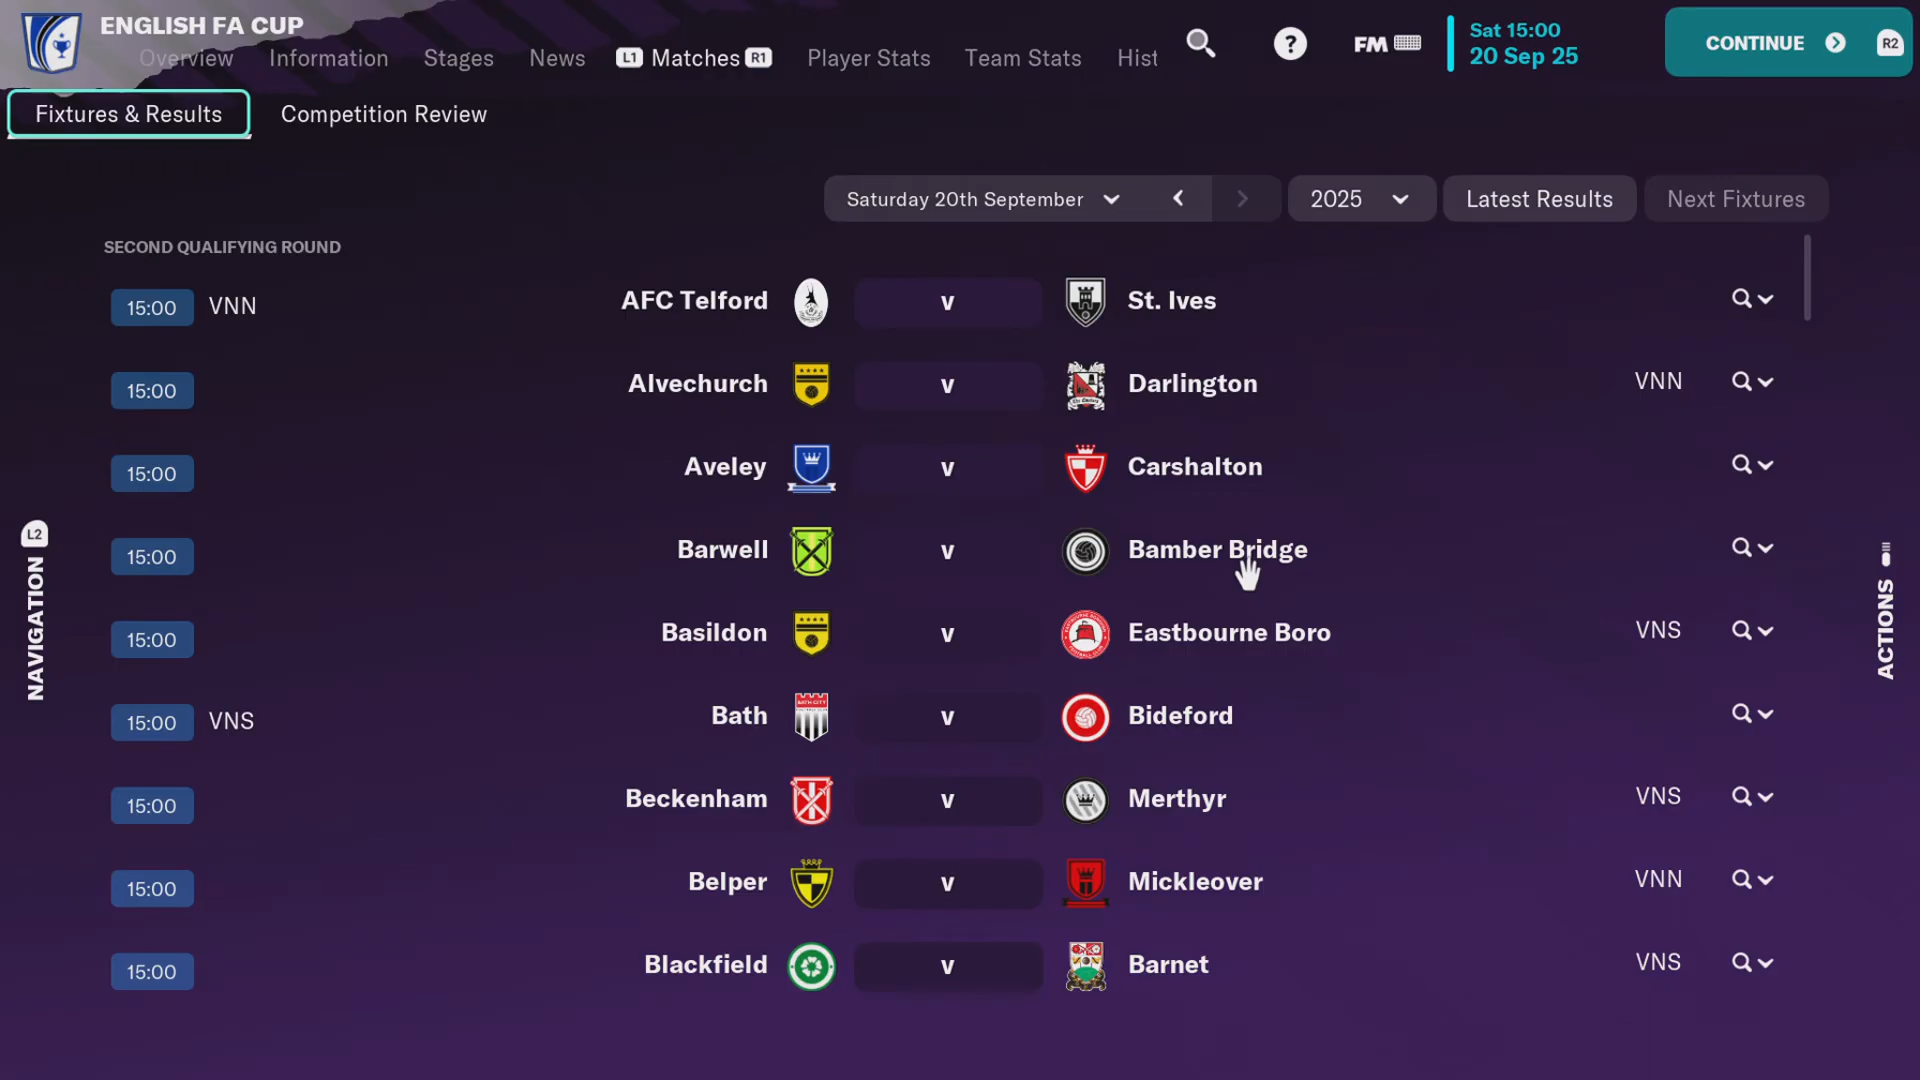 ENGLISH FA CUP
Overview Information Stages News L1 Matches R1 Player Stats Team Stats Hist
? FM Sat 15:00
20 Sep 25
CONTINUE R2
Fixtures & Results Competition Review
Saturday 20th September 2025 Latest Results Next Fixtures
SECOND QUALIFYING ROUND
15:00 VNN AFC Telford v St. Ives
15:00 Alvechurch v Darlington VNN
15:00 Aveley v Carshalton
15:00 Barwell v Bamber Bridge
15:00 Basildon v Eastbourne Boro VNS
15:00 VNS Bath v Bideford
15:00 Beckenham v Merthyr VNS
15:00 Belper v Mickleover VNN
15:00 Blackfield v Barnet VNS
L2 NAVIGATION
ACTIONS